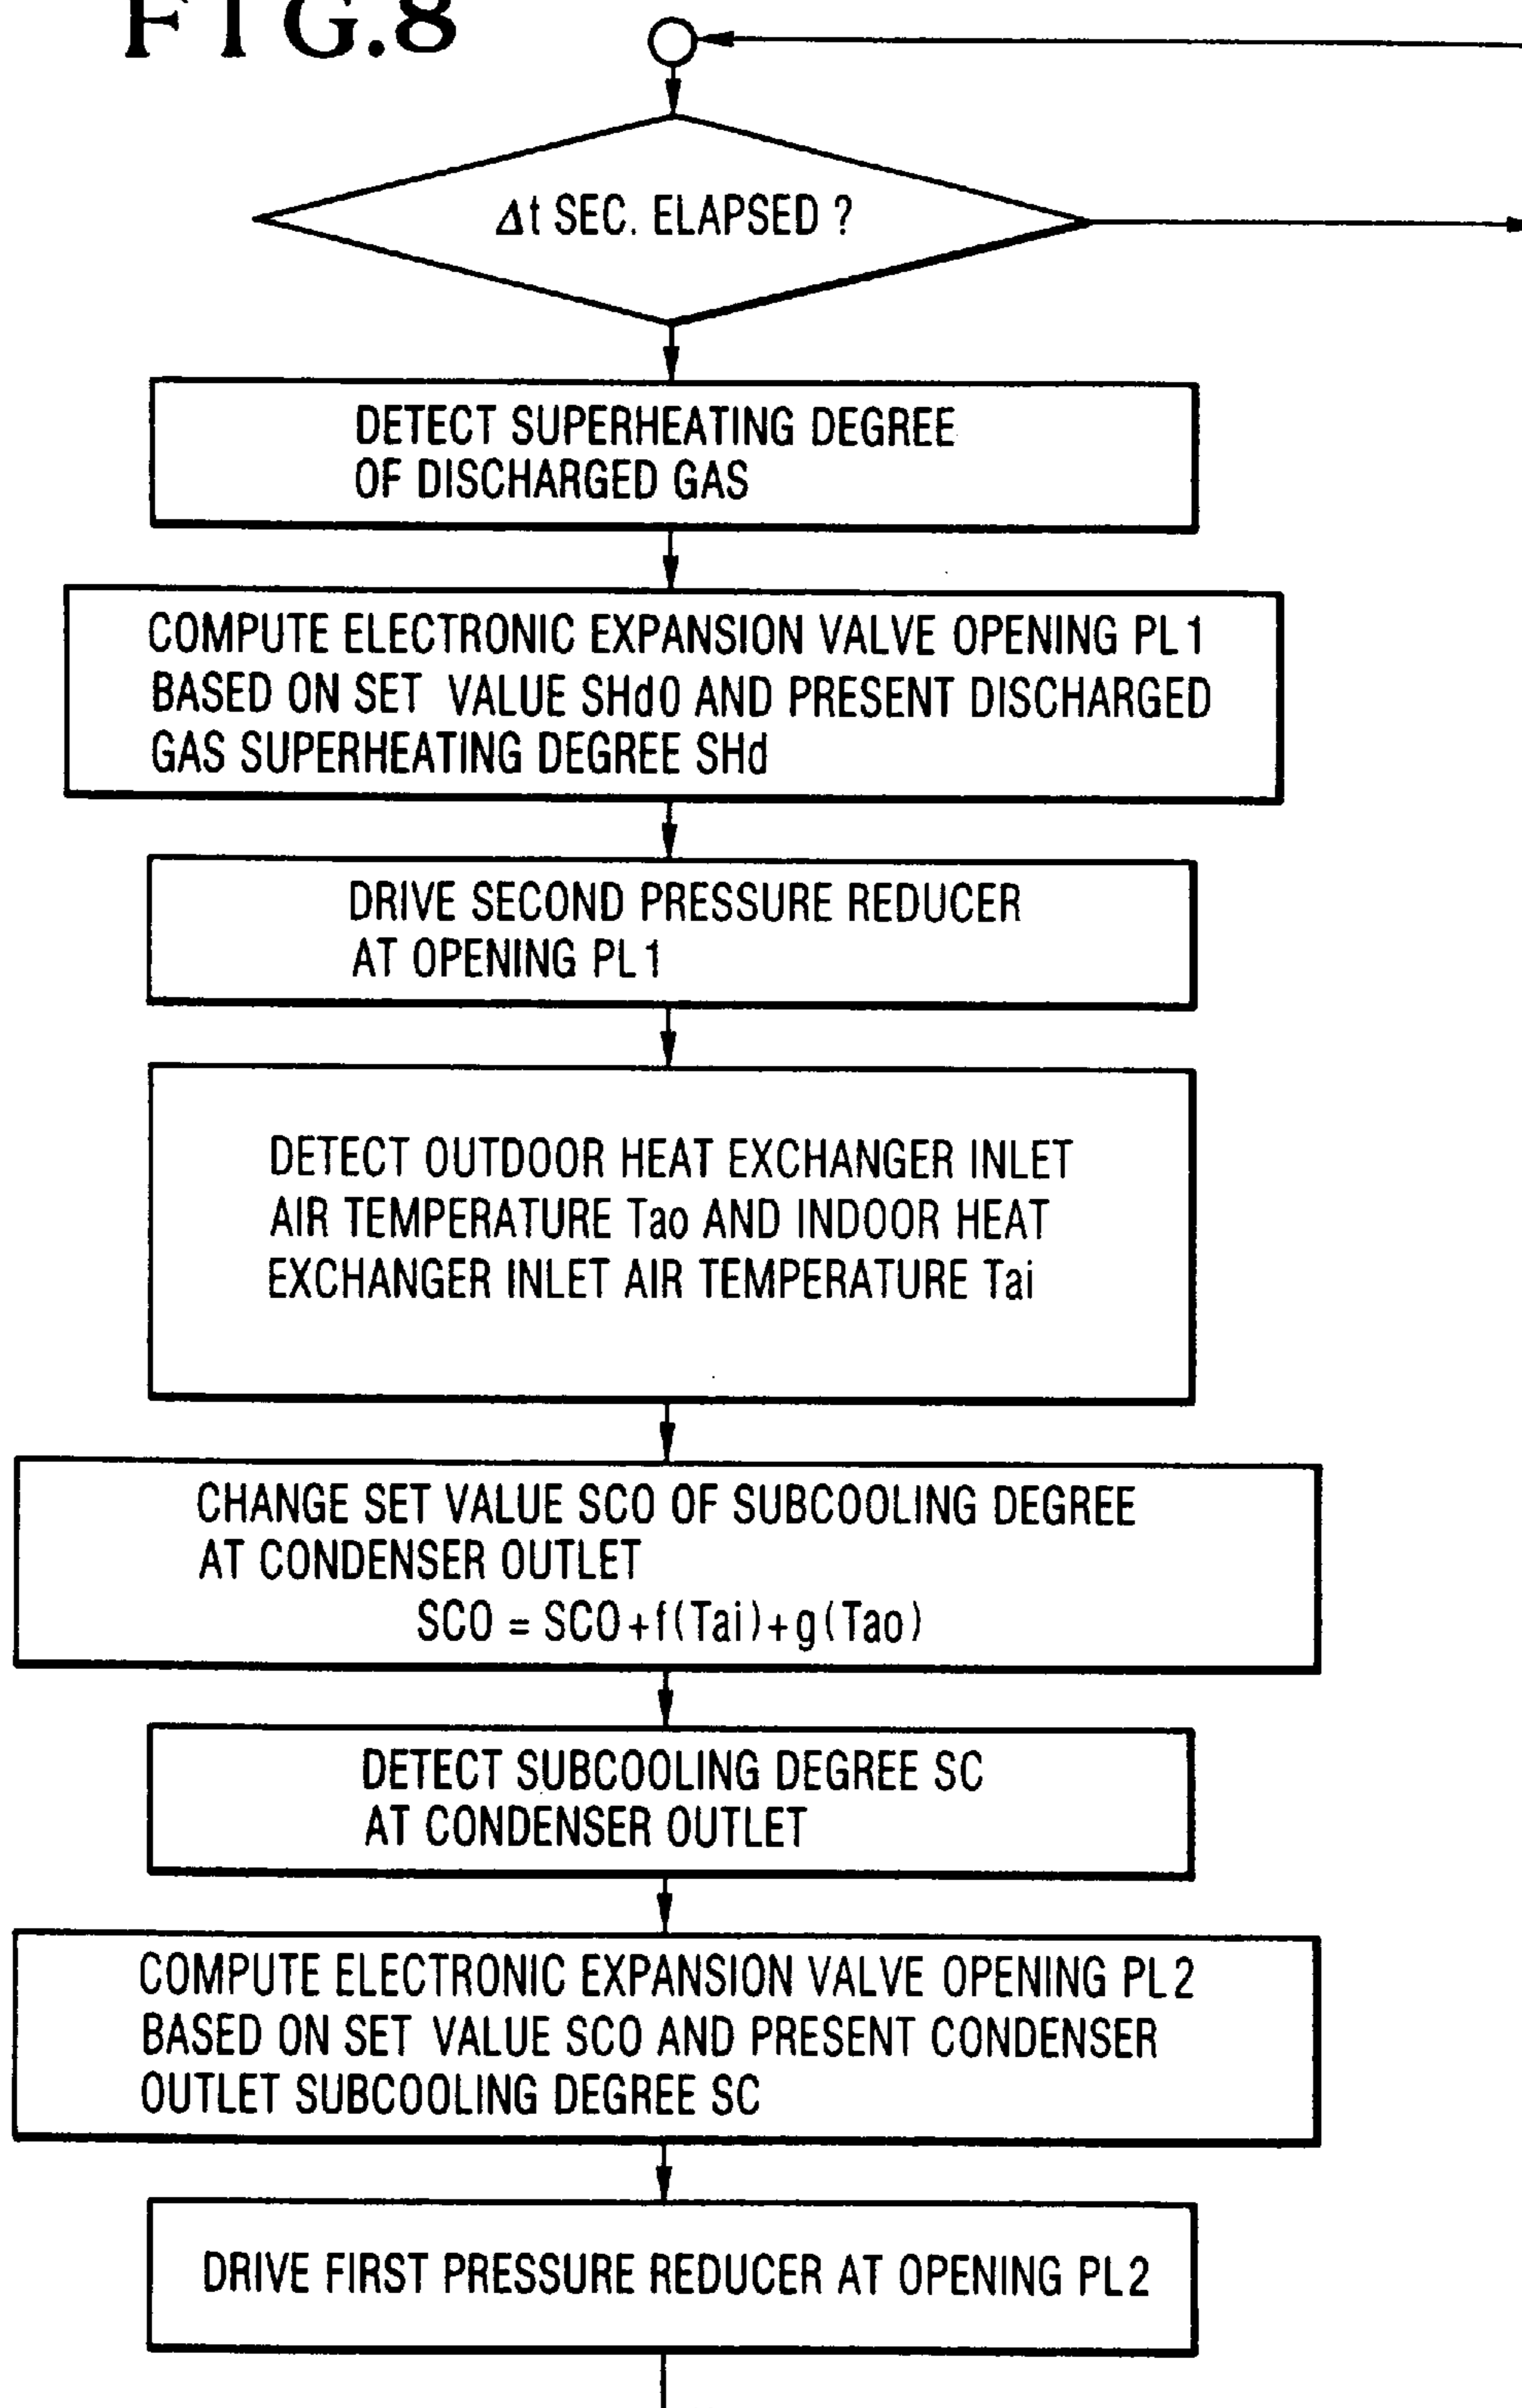 FIG.8
Δt SEC. ELAPSED ?
DETECT SUPERHEATING DEGREE
OF DISCHARGED GAS
COMPUTE ELECTRONIC EXPANSION VALVE OPENING PL1
BASED ON SET VALUE SHd0 AND PRESENT DISCHARGED
GAS SUPERHEATING DEGREE SHd
DRIVE SECOND PRESSURE REDUCER
AT OPENING PL1
DETECT OUTDOOR HEAT EXCHANGER INLET
AIR TEMPERATURE Tao AND INDOOR HEAT
EXCHANGER INLET AIR TEMPERATURE Tai
CHANGE SET VALUE SCO OF SUBCOOLING DEGREE
AT CONDENSER OUTLET
SCO = SCO+f(Tai)+g(Tao)
DETECT SUBCOOLING DEGREE SC
AT CONDENSER OUTLET
COMPUTE ELECTRONIC EXPANSION VALVE OPENING PL2
BASED ON SET VALUE SCO AND PRESENT CONDENSER
OUTLET SUBCOOLING DEGREE SC
DRIVE FIRST PRESSURE REDUCER AT OPENING PL2